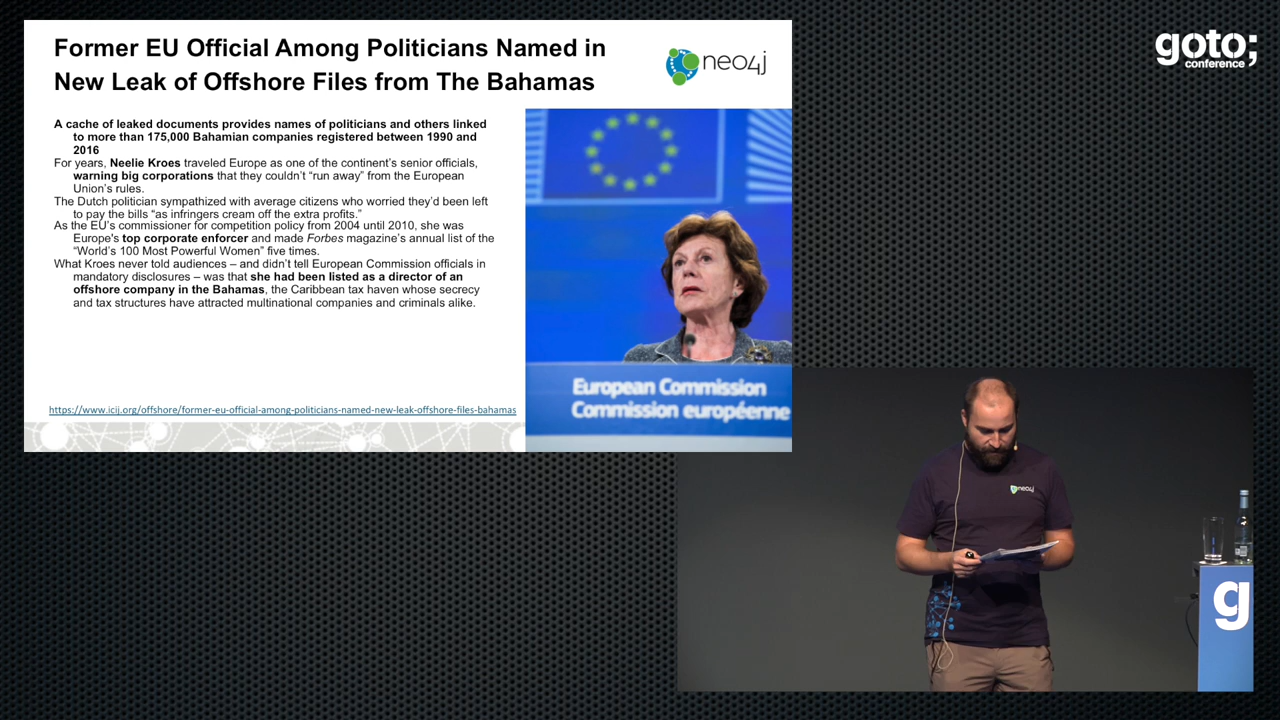 Former EU Official Among Politicians Named in
New Leak of Offshore Files from The Bahamas
neo4j
goto;
conference
A cache of leaked documents provides names of politicians and others linked
to more than 175,000 Bahamian companies registered between 1990 and
2016
For years, Neelie Kroes traveled Europe as one of the continent's senior officials,
warning big corporations that they couldn't "run away" from the European
Union's rules.
The Dutch politician sympathized with average citizens who worried they'd been left
to pay the bills "as infringers cream off the extra profits."
As the EU's commissioner for competition policy from 2004 until 2010, she was
Europe's top corporate enforcer and made Forbes magazine's annual list of the
"World's 100 Most Powerful Women" five times.
What Kroes never told audiences – and didn't tell European Commission officials in
mandatory disclosures – was that she had been listed as a director of an
offshore company in the Bahamas, the Caribbean tax haven whose secrecy
and tax structures have attracted multinational companies and criminals alike.
https://www.icij.org/offshore/former-eu-official-among-politicians-named-new-leak-offshore-files-bahamas
European Commission
Commission européenne
neo4j
g